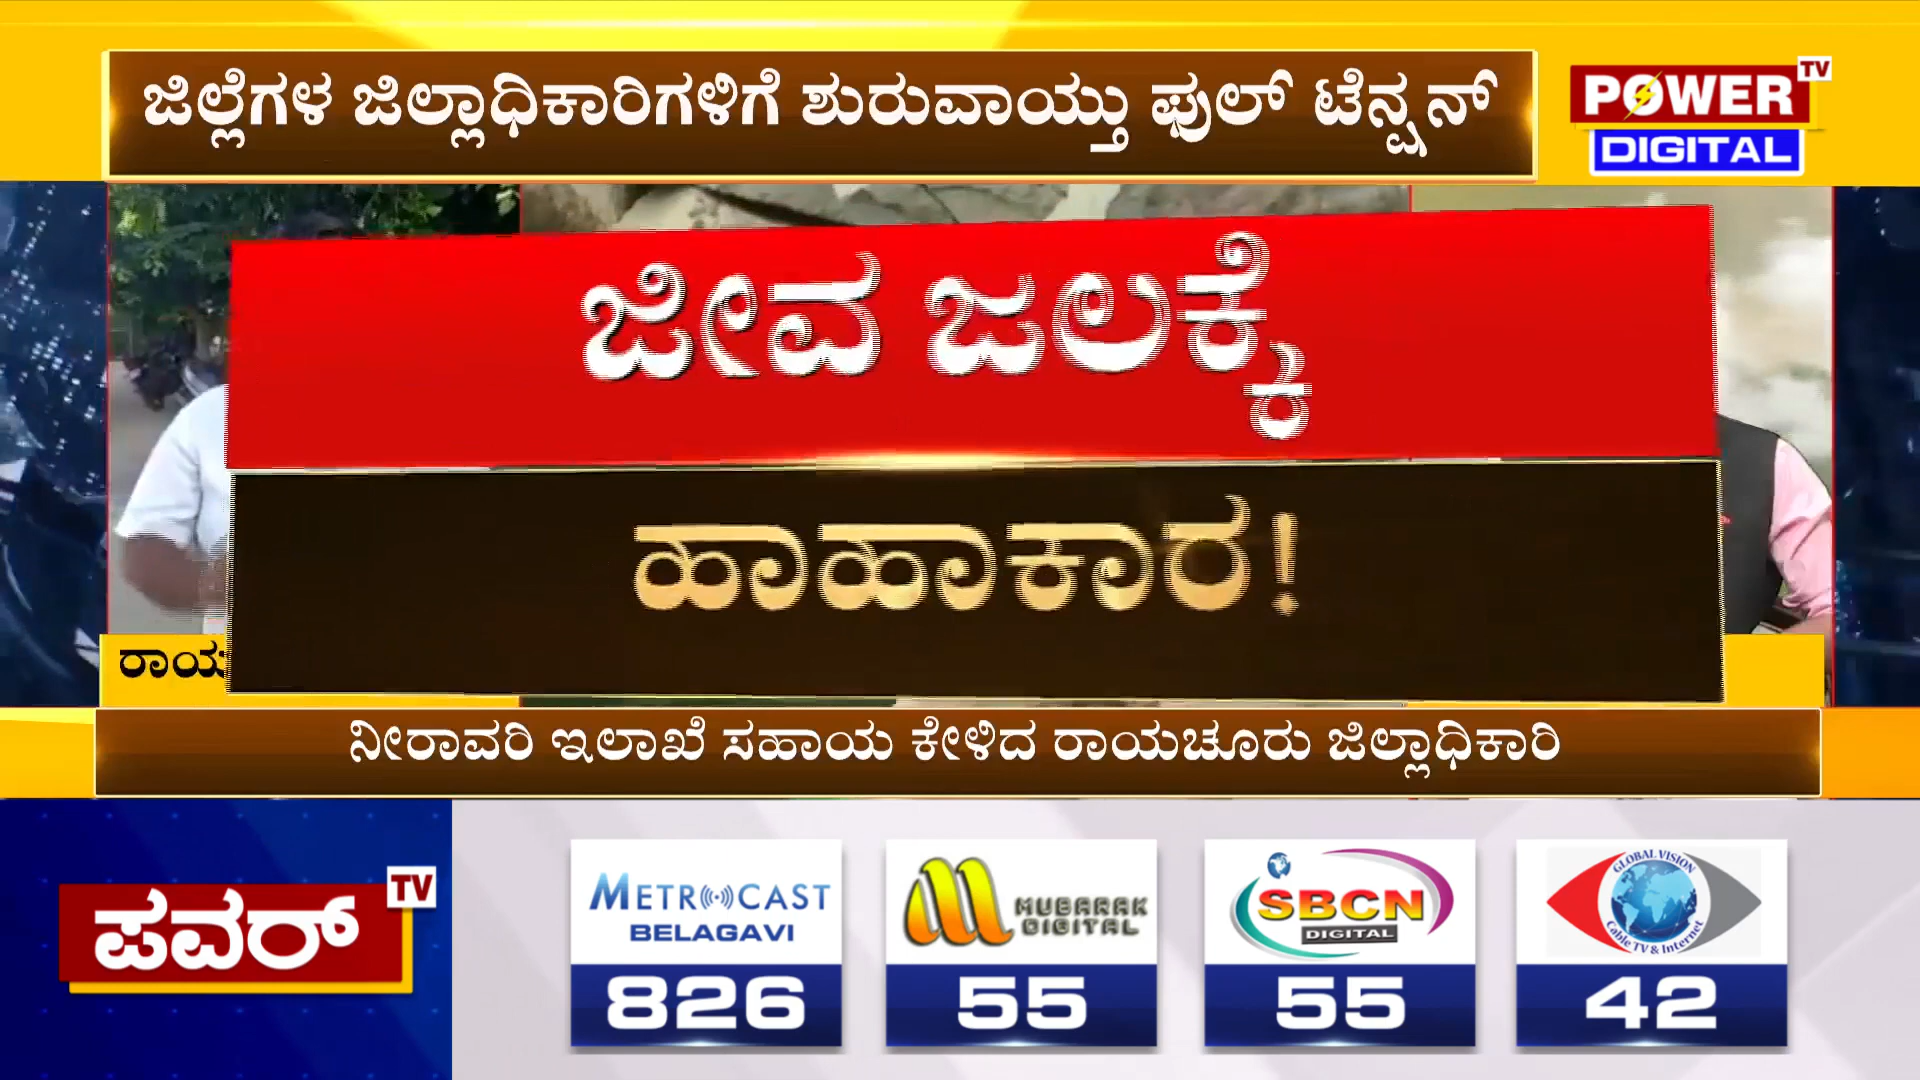 ಜಿಲ್ಲೆಗಳ ಜಿಲ್ಲಾಧಿಕಾರಿಗಳಿಗೆ ಶುರುವಾಯ್ತು ಫುಲ್ ಟೆನ್ಷನ್
POWER TV
DIGITAL
ಜೀವ ಜಲಕ್ಕೆ
ಹಾಹಾಕಾರ!
ನೀರಾವರಿ ಇಲಾಖೆ ಸಹಾಯ ಕೇಳಿದ ರಾಯಚೂರು ಜಿಲ್ಲಾಧಿಕಾರಿ
ಪವರ್ TV
METROCAST
BELAGAVI
826
MUBARAK
DIGITAL
55
SBCN
DIGITAL
55
GLOBAL VISION
Cable TV & Internet
42